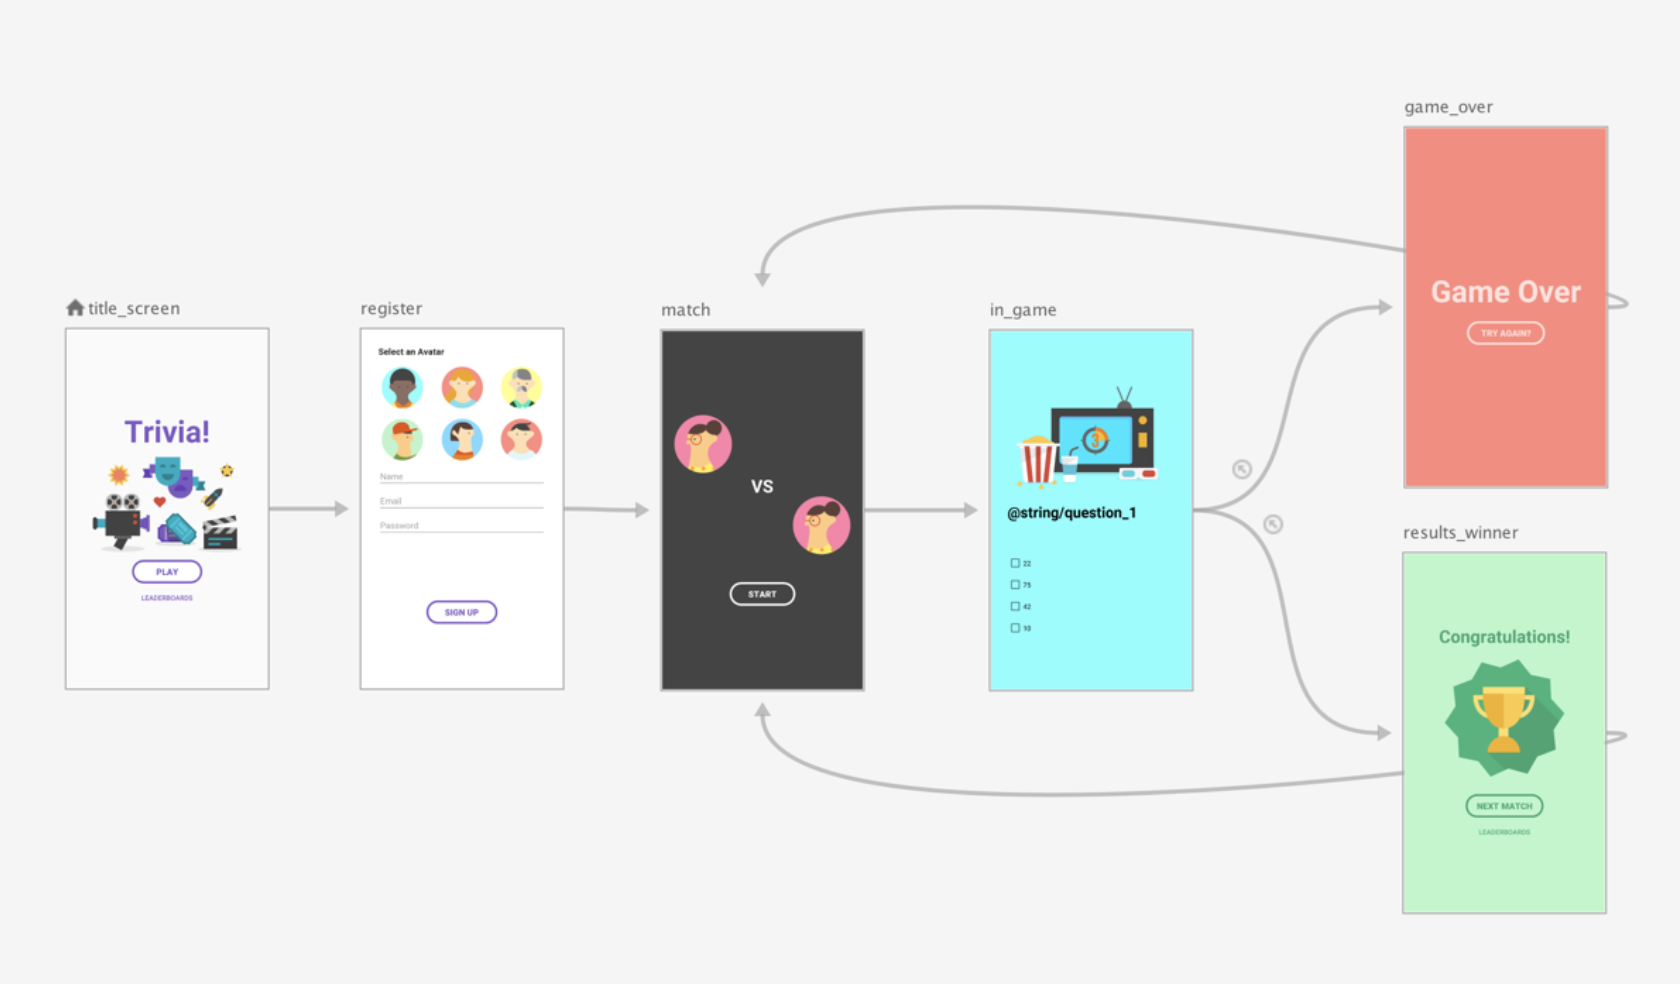 title_screen
Trivia!
PLAY
LEADERBOARDS
register
Select an Avatar
Name
Email
Password
SIGN UP
match
VS
START
in_game
3
@string/question_1
22
75
42
10
game_over
Game Over
TRY AGAIN?
results_winner
Congratulations!
NEXT MATCH
LEADERBOARDS